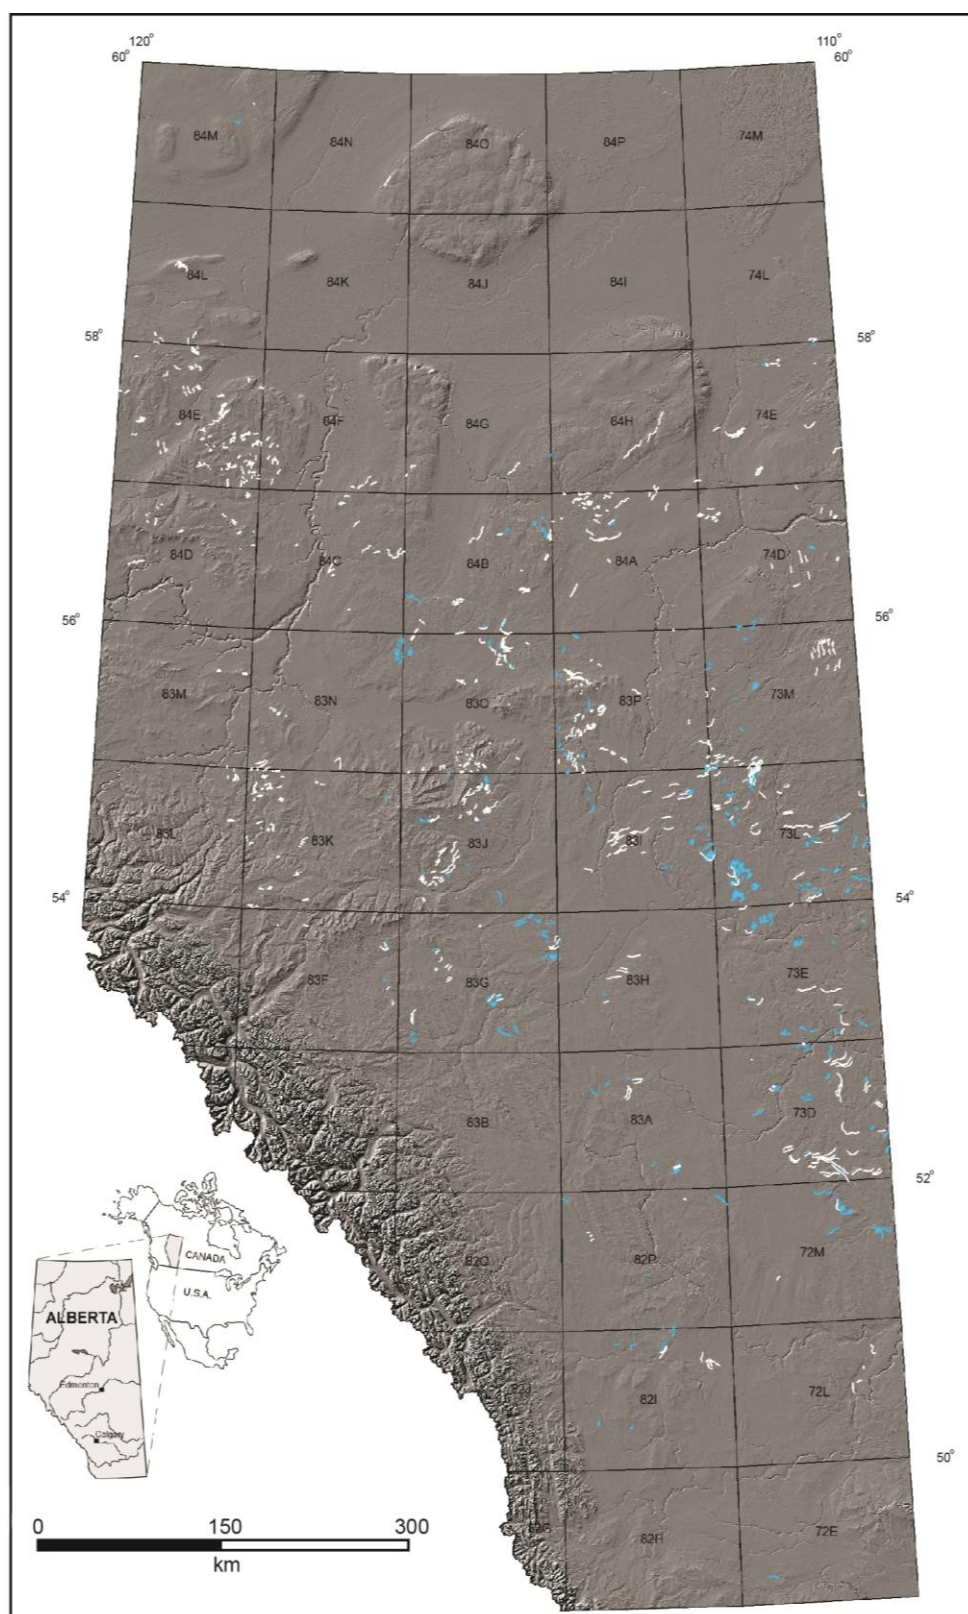 120° 110°
60° 60°
84M 84N 84O 84P 74M
84L 84K 84J 84I 74L
58° 58°
84E 84F 84G 84H 74E
84D 84C 84B 84A 74D
56° 56°
83M 83N 83O 83P 73M
83L 83K 83J 83I 73L
54° 54°
83F 83G 83H 73E
83B 83A 73D
52°
82O 82P 72M
CANADA
U.S.A.
ALBERTA
Edmonton
Calgary
82I 72L
50°
82H 72E
0 150 300
km